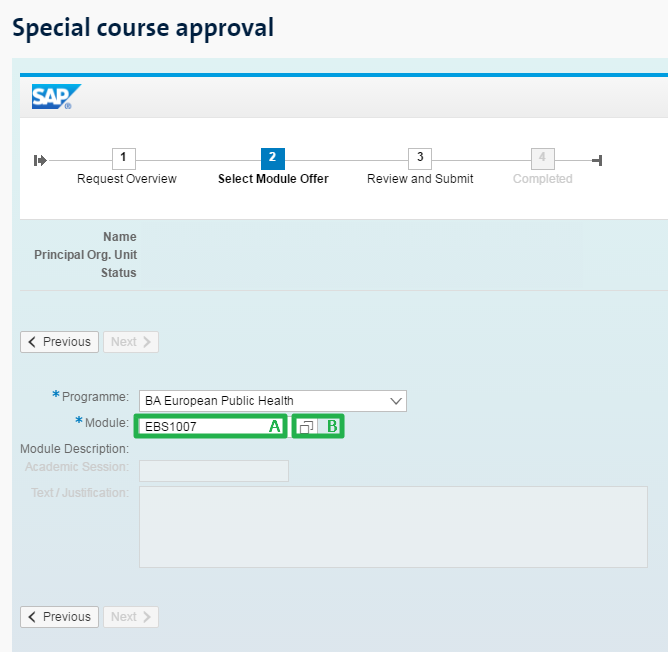 Special course approval
SAP®
1 2 3 4
Request Overview Select Module Offer Review and Submit Completed
Name
Principal Org. Unit
Status
Previous Next
*Programme: BA European Public Health
*Module: EBS1007 A B
Module Description:
Academic Session:
Text / Justification:
Previous Next